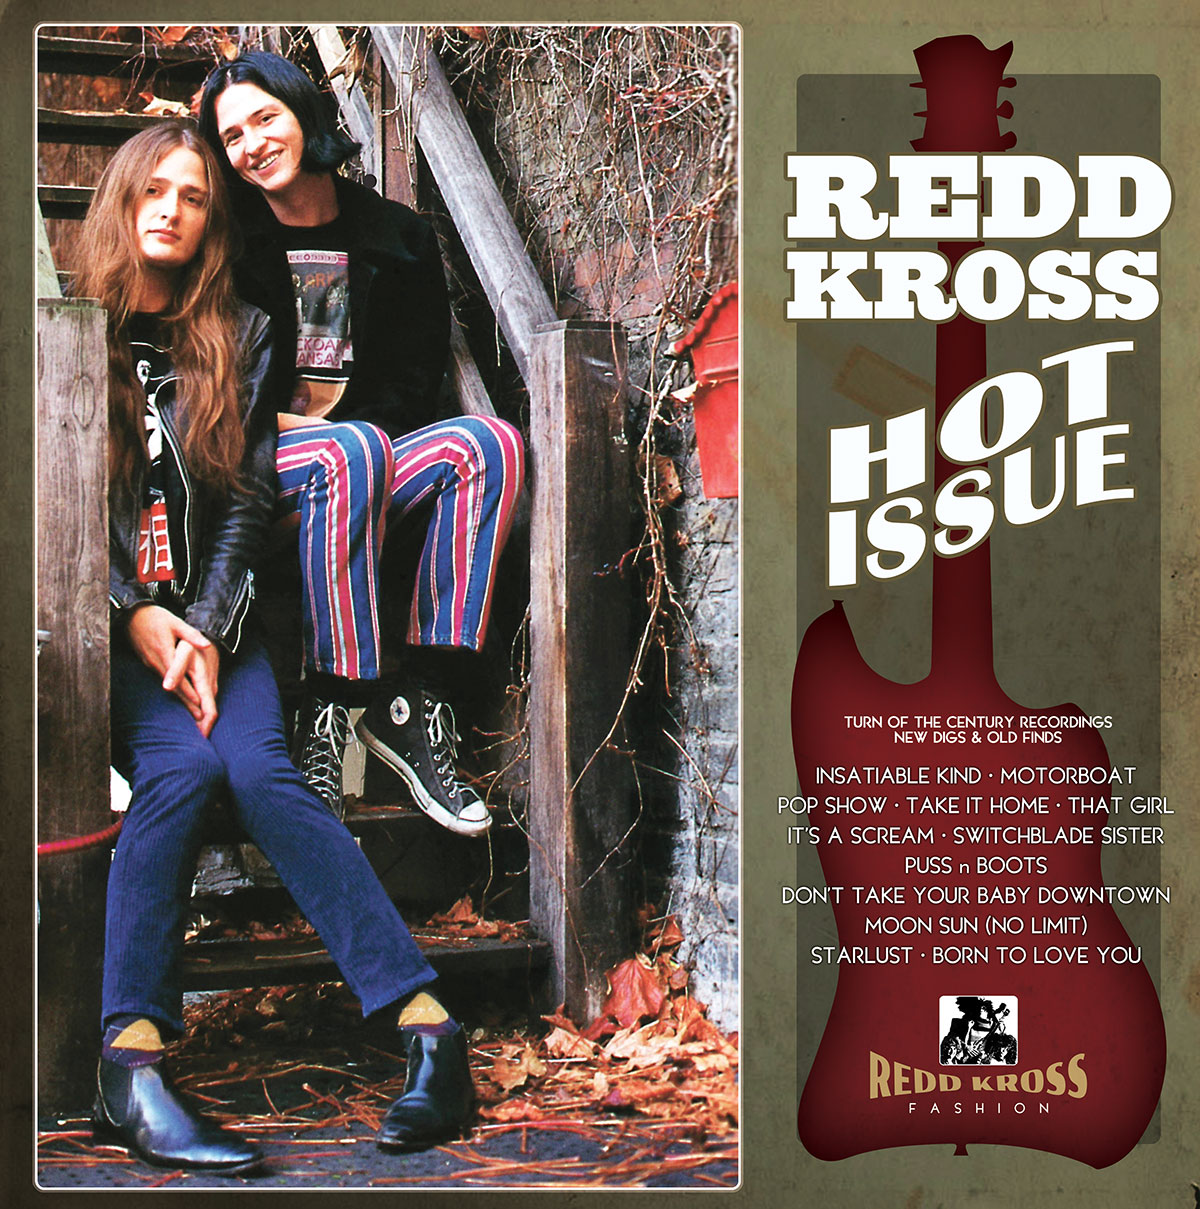 REDD
KROSS
HOT
ISSUE
TURN OF THE CENTURY RECORDINGS
NEW DIGS & OLD FINDS
INSATIABLE KIND • MOTORBOAT
POP SHOW • TAKE IT HOME • THAT GIRL
IT'S A SCREAM • SWITCHBLADE SISTER
PUSS n BOOTS
DON'T TAKE YOUR BABY DOWNTOWN
MOON SUN (NO LIMIT)
STARLUST • BORN TO LOVE YOU
REDD KROSS
FASHION